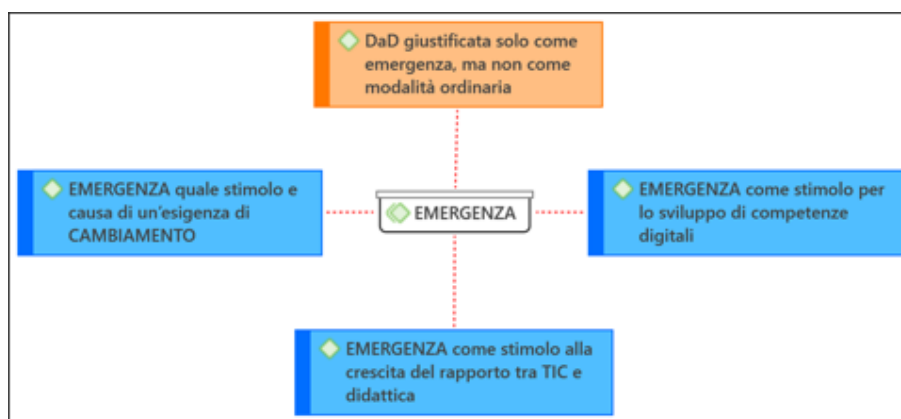 DaD giustificata solo come
emergenza, ma non come
modalità ordinaria
EMERGENZA quale stimolo e
causa di un'esigenza di
CAMBIAMENTO
EMERGENZA
EMERGENZA come stimolo per
lo sviluppo di competenze
digitali
EMERGENZA come stimolo alla
crescita del rapporto tra TIC e
didattica